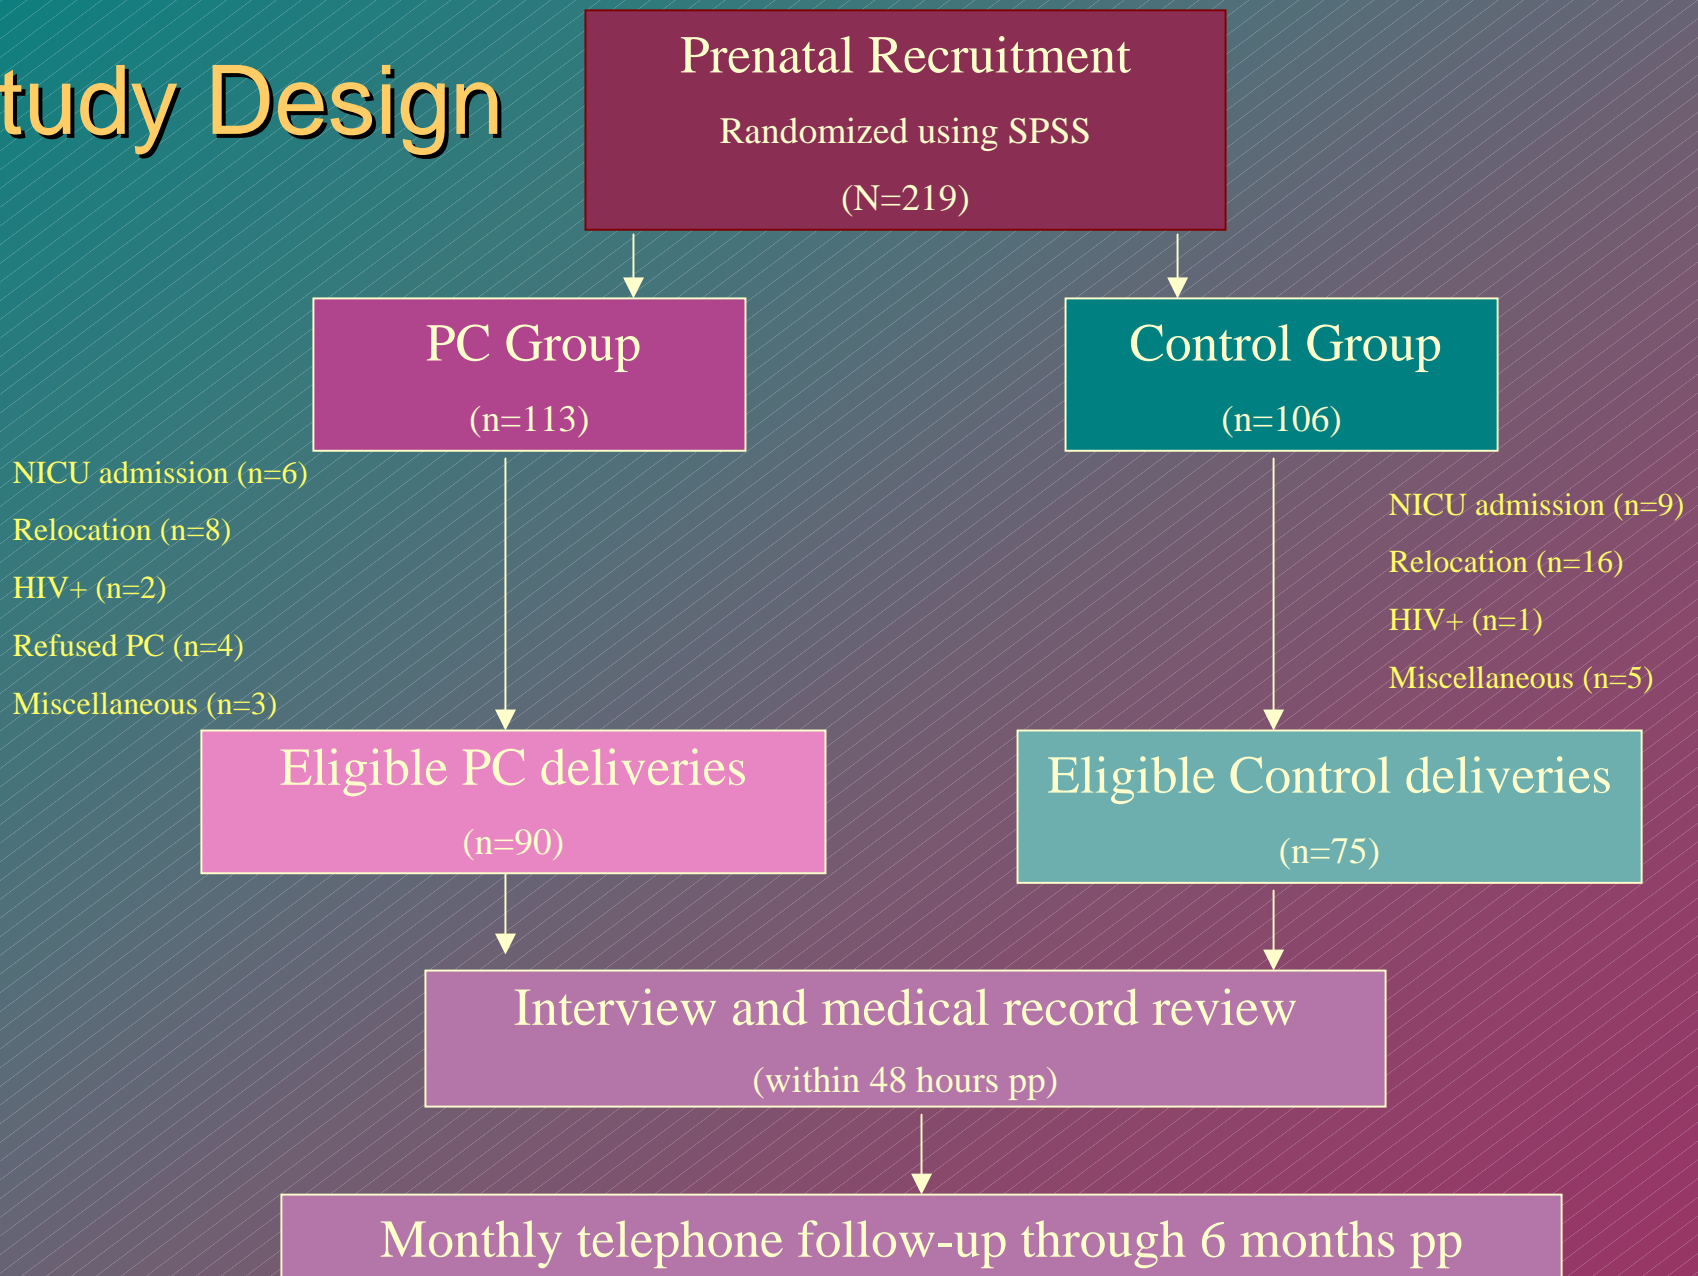 tudy Design
Prenatal Recruitment
Randomized using SPSS
(N=219)
PC Group
(n=113)
Control Group
(n=106)
NICU admission (n=6)
Relocation (n=8)
HIV+ (n=2)
Refused PC (n=4)
Miscellaneous (n=3)
NICU admission (n=9)
Relocation (n=16)
HIV+ (n=1)
Miscellaneous (n=5)
Eligible PC deliveries
(n=90)
Eligible Control deliveries
(n=75)
Interview and medical record review
(within 48 hours pp)
Monthly telephone follow-up through 6 months pp